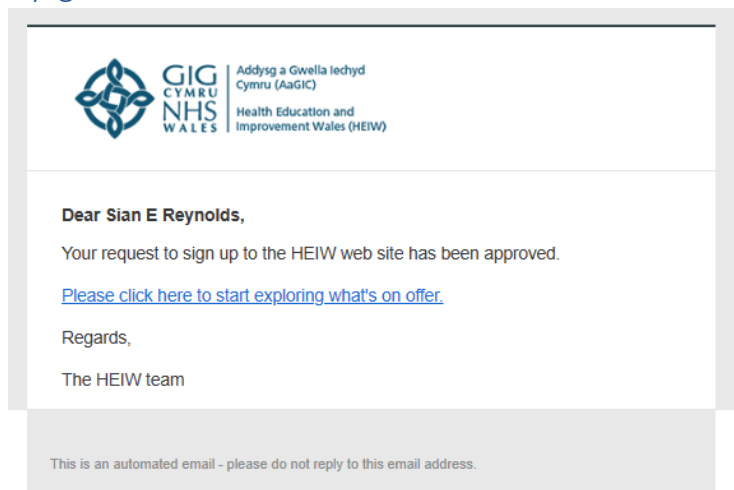 GIG
CYMRU
NHS
WALES
Addysg a Gwella Iechyd
Cymru (AaGIC)
Health Education and
Improvement Wales (HEIW)
Dear Sian E Reynolds,
Your request to sign up to the HEIW web site has been approved.
Please click here to start exploring what's on offer.
Regards,
The HEIW team
This is an automated email - please do not reply to this email address.